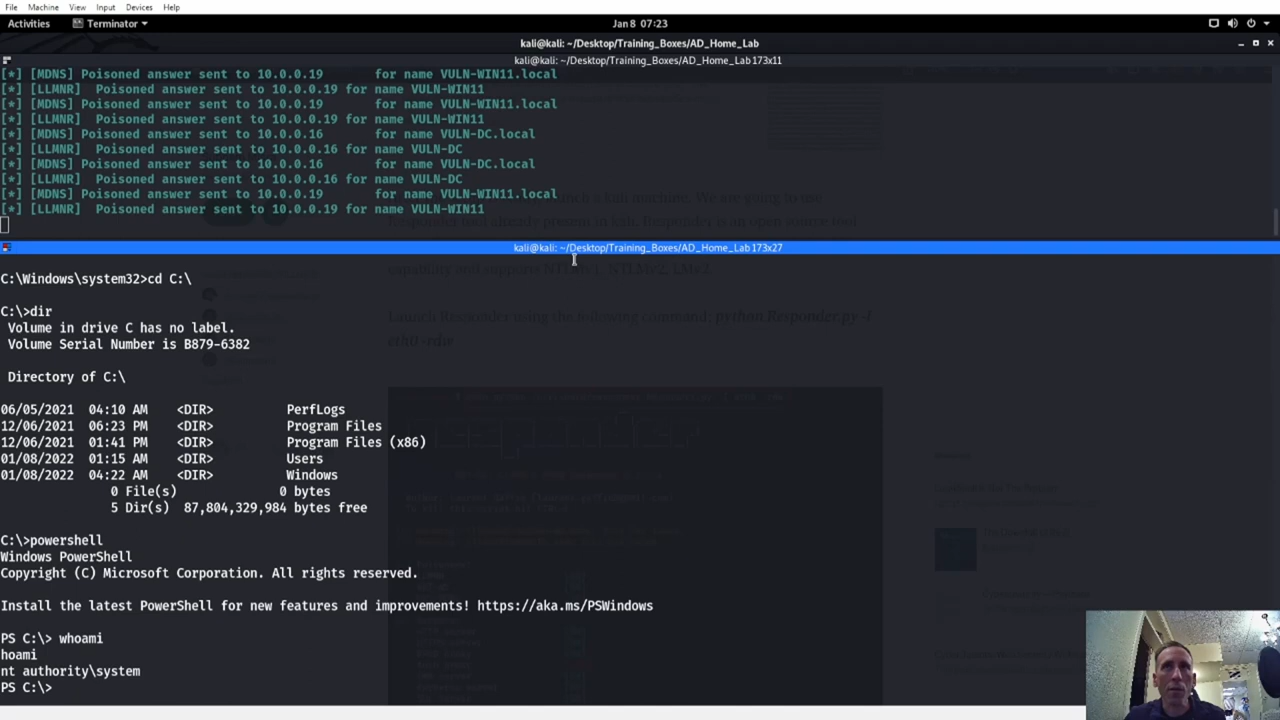 File Machine View Input Devices Help
Activities Terminator Jan 8 07:23
kali@kali: ~/Desktop/Training_Boxes/AD_Home_Lab
kali@kali: ~/Desktop/Training_Boxes/AD_Home_Lab 173x11
[*] [MDNS] Poisoned answer sent to 10.0.0.19 for name VULN-WIN11.local
[*] [LLMNR] Poisoned answer sent to 10.0.0.19 for name VULN-WIN11
[*] [MDNS] Poisoned answer sent to 10.0.0.19 for name VULN-WIN11.local
[*] [LLMNR] Poisoned answer sent to 10.0.0.19 for name VULN-WIN11
[*] [MDNS] Poisoned answer sent to 10.0.0.16 for name VULN-DC.local
[*] [LLMNR] Poisoned answer sent to 10.0.0.16 for name VULN-DC
[*] [MDNS] Poisoned answer sent to 10.0.0.16 for name VULN-DC.local
[*] [LLMNR] Poisoned answer sent to 10.0.0.16 for name VULN-DC
[*] [MDNS] Poisoned answer sent to 10.0.0.19 for name VULN-WIN11.local
[*] [LLMNR] Poisoned answer sent to 10.0.0.19 for name VULN-WIN11
kali@kali: ~/Desktop/Training_Boxes/AD_Home_Lab 173x27
C:\Windows\system32>cd C:\
C:\>dir
Volume in drive C has no label.
Volume Serial Number is B879-6382
Directory of C:\
06/05/2021 04:10 AM <DIR> PerfLogs
12/06/2021 06:23 PM <DIR> Program Files
12/06/2021 01:41 PM <DIR> Program Files (x86)
01/08/2022 01:15 AM <DIR> Users
01/08/2022 04:22 AM <DIR> Windows
0 File(s) 0 bytes
5 Dir(s) 87,804,329,984 bytes free
C:\>powershell
Windows PowerShell
Copyright (C) Microsoft Corporation. All rights reserved.
Install the latest PowerShell for new features and improvements! https://aka.ms/PSWindows
PS C:\> whoami
hoami
nt authority\system
PS C:\>